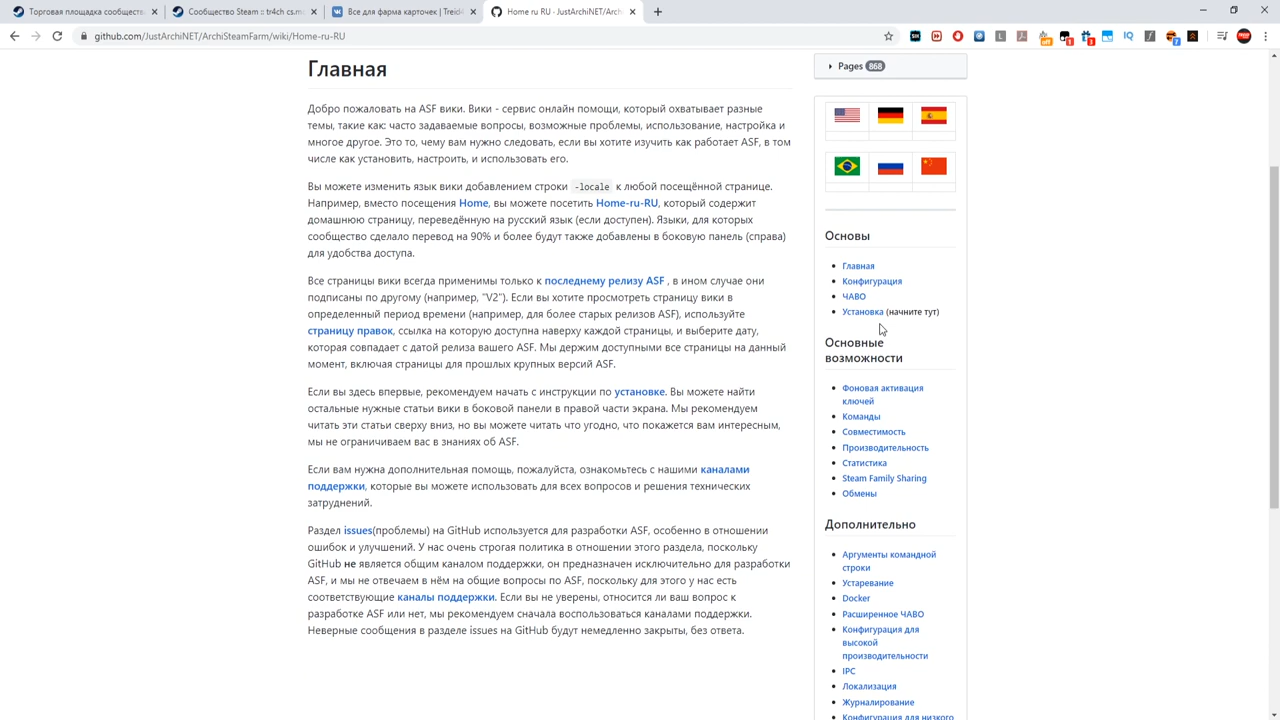 Торговая площадка сообществ
Сообщество Steam :: tr4ch cs.m
Все для фарма карточек | Treid4
Home ru RU · JustArchiNET/Arch
github.com/JustArchiNET/ArchiSteamFarm/wiki/Home-ru-RU
Главная
Добро пожаловать на ASF вики. Вики - сервис онлайн помощи, который охватывает разные
темы, такие как: часто задаваемые вопросы, возможные проблемы, использование, настройка и
многое другое. Это то, чему вам нужно следовать, если вы хотите изучить как работает ASF, в том
числе как установить, настроить, и использовать его.
Вы можете изменить язык вики добавлением строки -locale к любой посещённой странице.
Например, вместо посещения Home, вы можете посетить Home-ru-RU, который содержит
домашнюю страницу, переведённую на русский язык (если доступен). Языки, для которых
сообщество сделало перевод на 90% и более будут также добавлены в боковую панель (справа)
для удобства доступа.
Все страницы вики всегда применимы только к последнему релизу ASF , в ином случае они
подписаны по другому (например, "V2"). Если вы хотите просмотреть страницу вики в
определенный период времени (например, для более старых релизов ASF), используйте
страницу правок, ссылка на которую доступна наверху каждой страницы, и выберите дату,
которая совпадает с датой релиза вашего ASF. Мы держим доступными все страницы на данный
момент, включая страницы для прошлых крупных версий ASF.
Если вы здесь впервые, рекомендуем начать с инструкции по установке. Вы можете найти
остальные нужные статьи вики в боковой панели в правой части экрана. Мы рекомендуем
читать эти статьи сверху вниз, но вы можете читать что угодно, что покажется вам интересным,
мы не ограничиваем вас в знаниях об ASF.
Если вам нужна дополнительная помощь, пожалуйста, ознакомьтесь с нашими каналами
поддержки, которые вы можете использовать для всех вопросов и решения технических
затруднений.
Раздел issues(проблемы) на GitHub используется для разработки ASF, особенно в отношении
ошибок и улучшений. У нас очень строгая политика в отношении этого раздела, поскольку
GitHub не является общим каналом поддержки, он предназначен исключительно для разработки
ASF, и мы не отвечаем в нём на общие вопросы по ASF, поскольку для этого у нас есть
соответствующие каналы поддержки. Если вы не уверены, относится ли ваш вопрос к
разработке ASF или нет, мы рекомендуем сначала воспользоваться каналами поддержки.
Неверные сообщения в разделе issues на GitHub будут немедленно закрыты, без ответа.
Pages 868
Основы
Главная
Конфигурация
ЧАВО
Установка (начните тут)
Основные
возможности
Фоновая активация
ключей
Команды
Совместимость
Производительность
Статистика
Steam Family Sharing
Обмены
Дополнительно
Аргументы командной
строки
Устаревание
Docker
Расширенное ЧАВО
Конфигурация для
высокой
производительности
IPC
Локализация
Журналирование
Конфигурация для низкого